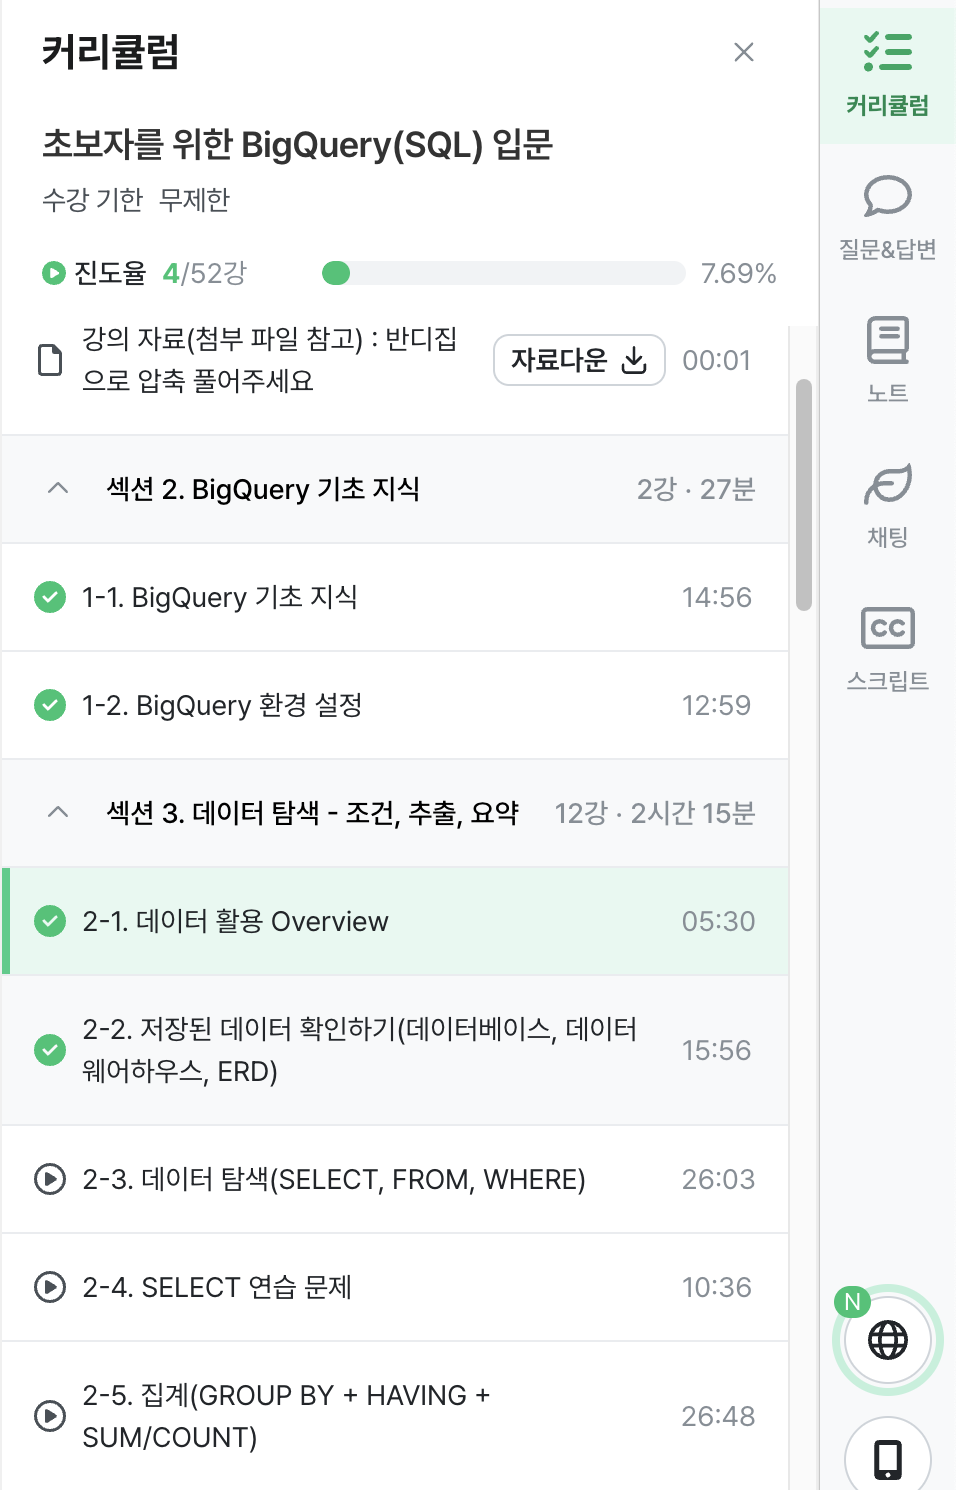 커리큘럼
초보자를 위한 BigQuery(SQL) 입문
수강 기한 무제한
진도율 4/52강 7.69%
강의 자료(첨부 파일 참고) : 반디집
으로 압축 풀어주세요
자료다운 00:01
섹션 2. BigQuery 기초 지식 2강 · 27분
1-1. BigQuery 기초 지식 14:56
1-2. BigQuery 환경 설정 12:59
섹션 3. 데이터 탐색 - 조건, 추출, 요약 12강 · 2시간 15분
2-1. 데이터 활용 Overview 05:30
2-2. 저장된 데이터 확인하기(데이터베이스, 데이터
웨어하우스, ERD) 15:56
2-3. 데이터 탐색(SELECT, FROM, WHERE) 26:03
2-4. SELECT 연습 문제 10:36
2-5. 집계(GROUP BY + HAVING +
SUM/COUNT) 26:48
커리큘럼
질문&답변
노트
채팅
CC
스크립트
N